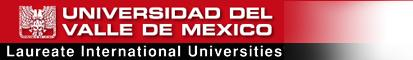 UNIVERSIDAD DEL
VALLE DE MEXICO
Laureate International Universities